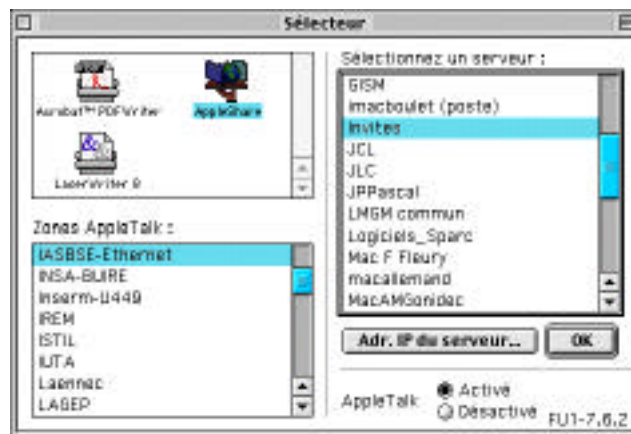 Sélecteur
Acrobat™ PDFWriter
AppleShare
LaserWriter 8
Zones AppleTalk :
IASBSE-Ethernet
INSA-BUIRE
Inserm-U449
IREM
ISTIL
IUTA
Laennec
LAGEP
Sélectionnez un serveur :
GISM
imacboulet (poste)
Invites
JCL
JLC
JPPascal
LMGM commun
Logiciels_Sparc
Mac F Fleury
macallemand
MacAMGonidec
Adr. IP du serveur...
OK
AppleTalk
Activé
Désactivé
FU1-7.6.2